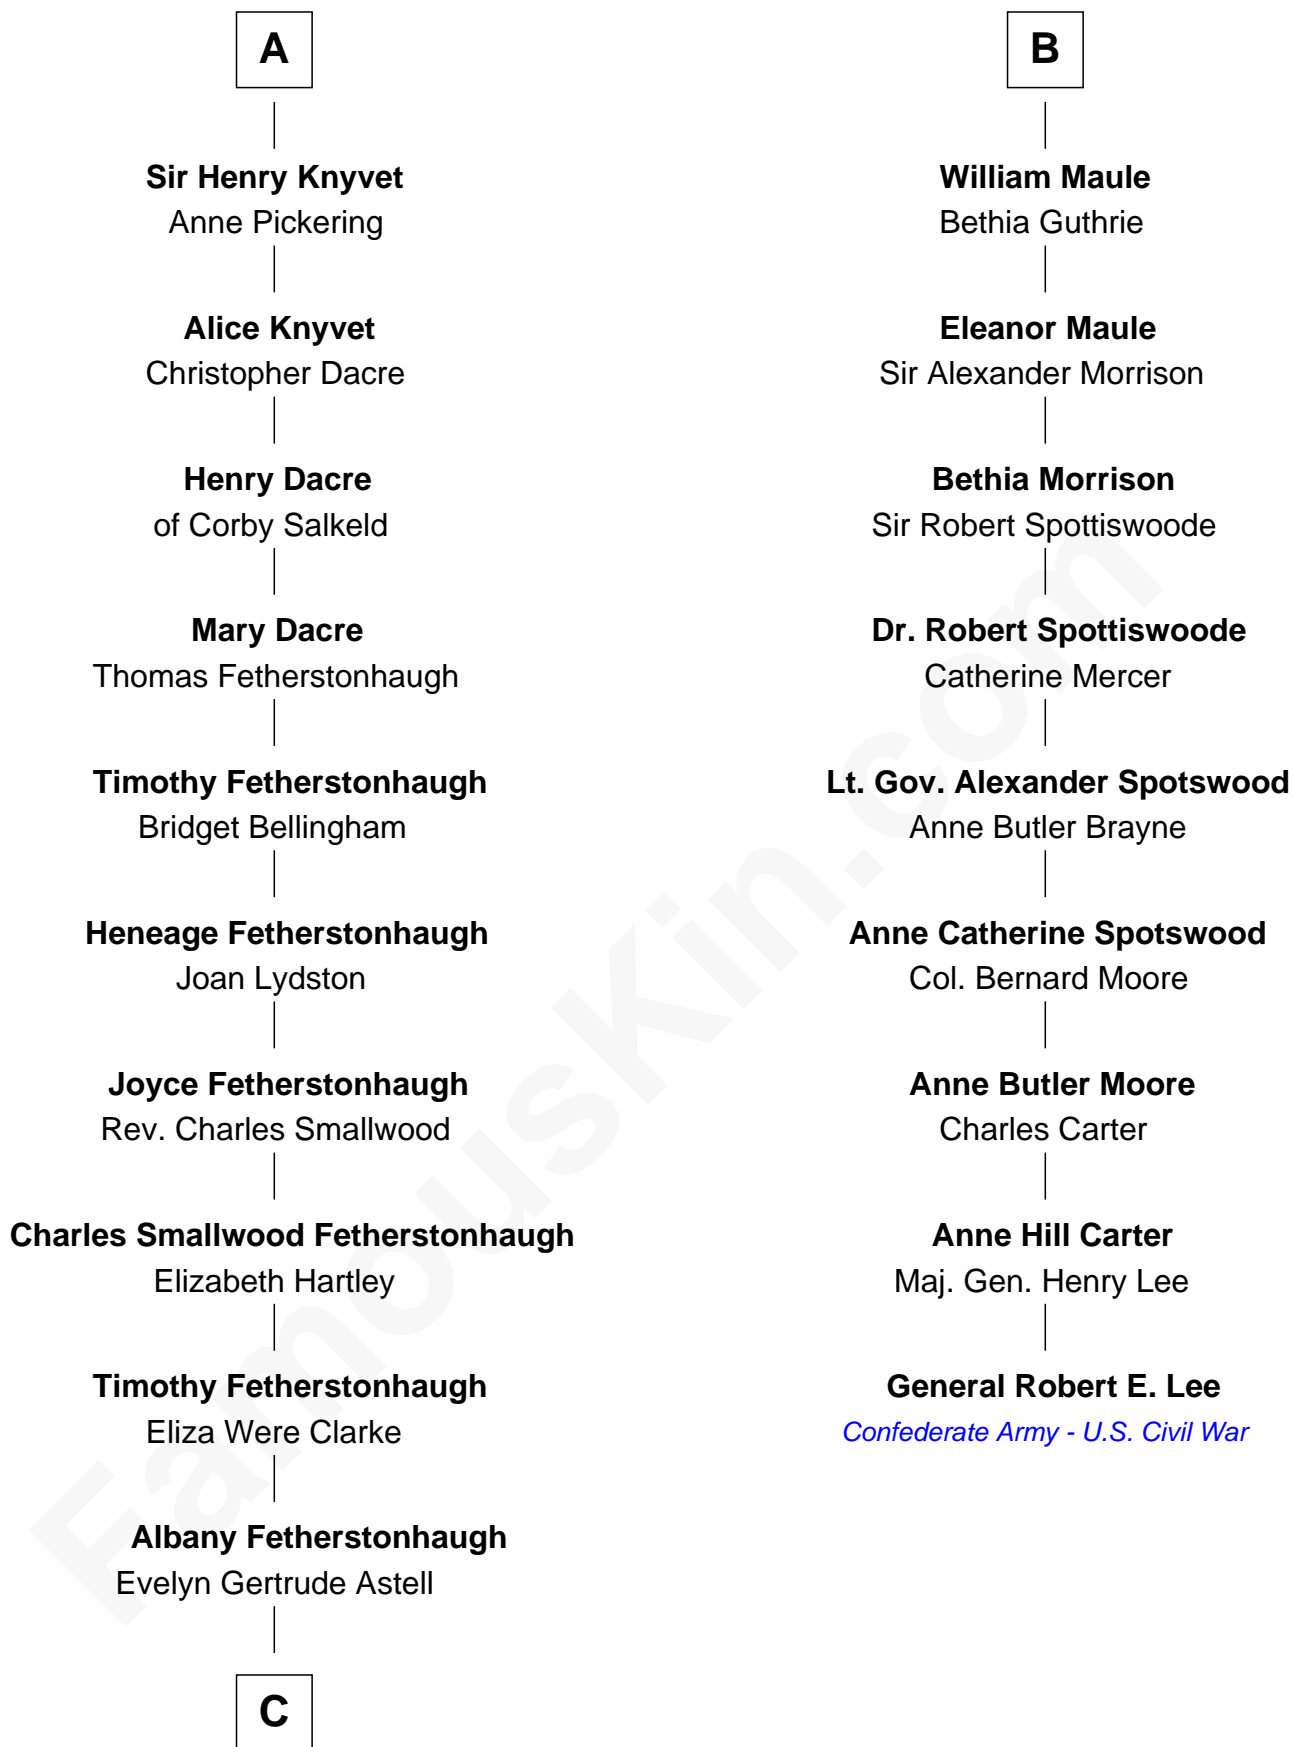 A
Sir Henry Knyvet
Anne Pickering
Alice Knyvet
Christopher Dacre
Henry Dacre
of Corby Salkeld
Mary Dacre
Thomas Fetherstonhaugh
Timothy Fetherstonhaugh
Bridget Bellingham
Heneage Fetherstonhaugh
Joan Lydston
Joyce Fetherstonhaugh
Rev. Charles Smallwood
Charles Smallwood Fetherstonhaugh
Elizabeth Hartley
Timothy Fetherstonhaugh
Eliza Were Clarke
Albany Fetherstonhaugh
Evelyn Gertrude Astell
C
B
William Maule
Bethia Guthrie
Eleanor Maule
Sir Alexander Morrison
Bethia Morrison
Sir Robert Spottiswoode
Dr. Robert Spottiswoode
Catherine Mercer
Lt. Gov. Alexander Spotswood
Anne Butler Brayne
Anne Catherine Spotswood
Col. Bernard Moore
Anne Butler Moore
Charles Carter
Anne Hill Carter
Maj. Gen. Henry Lee
General Robert E. Lee
Confederate Army - U.S. Civil War
FamousKin.com